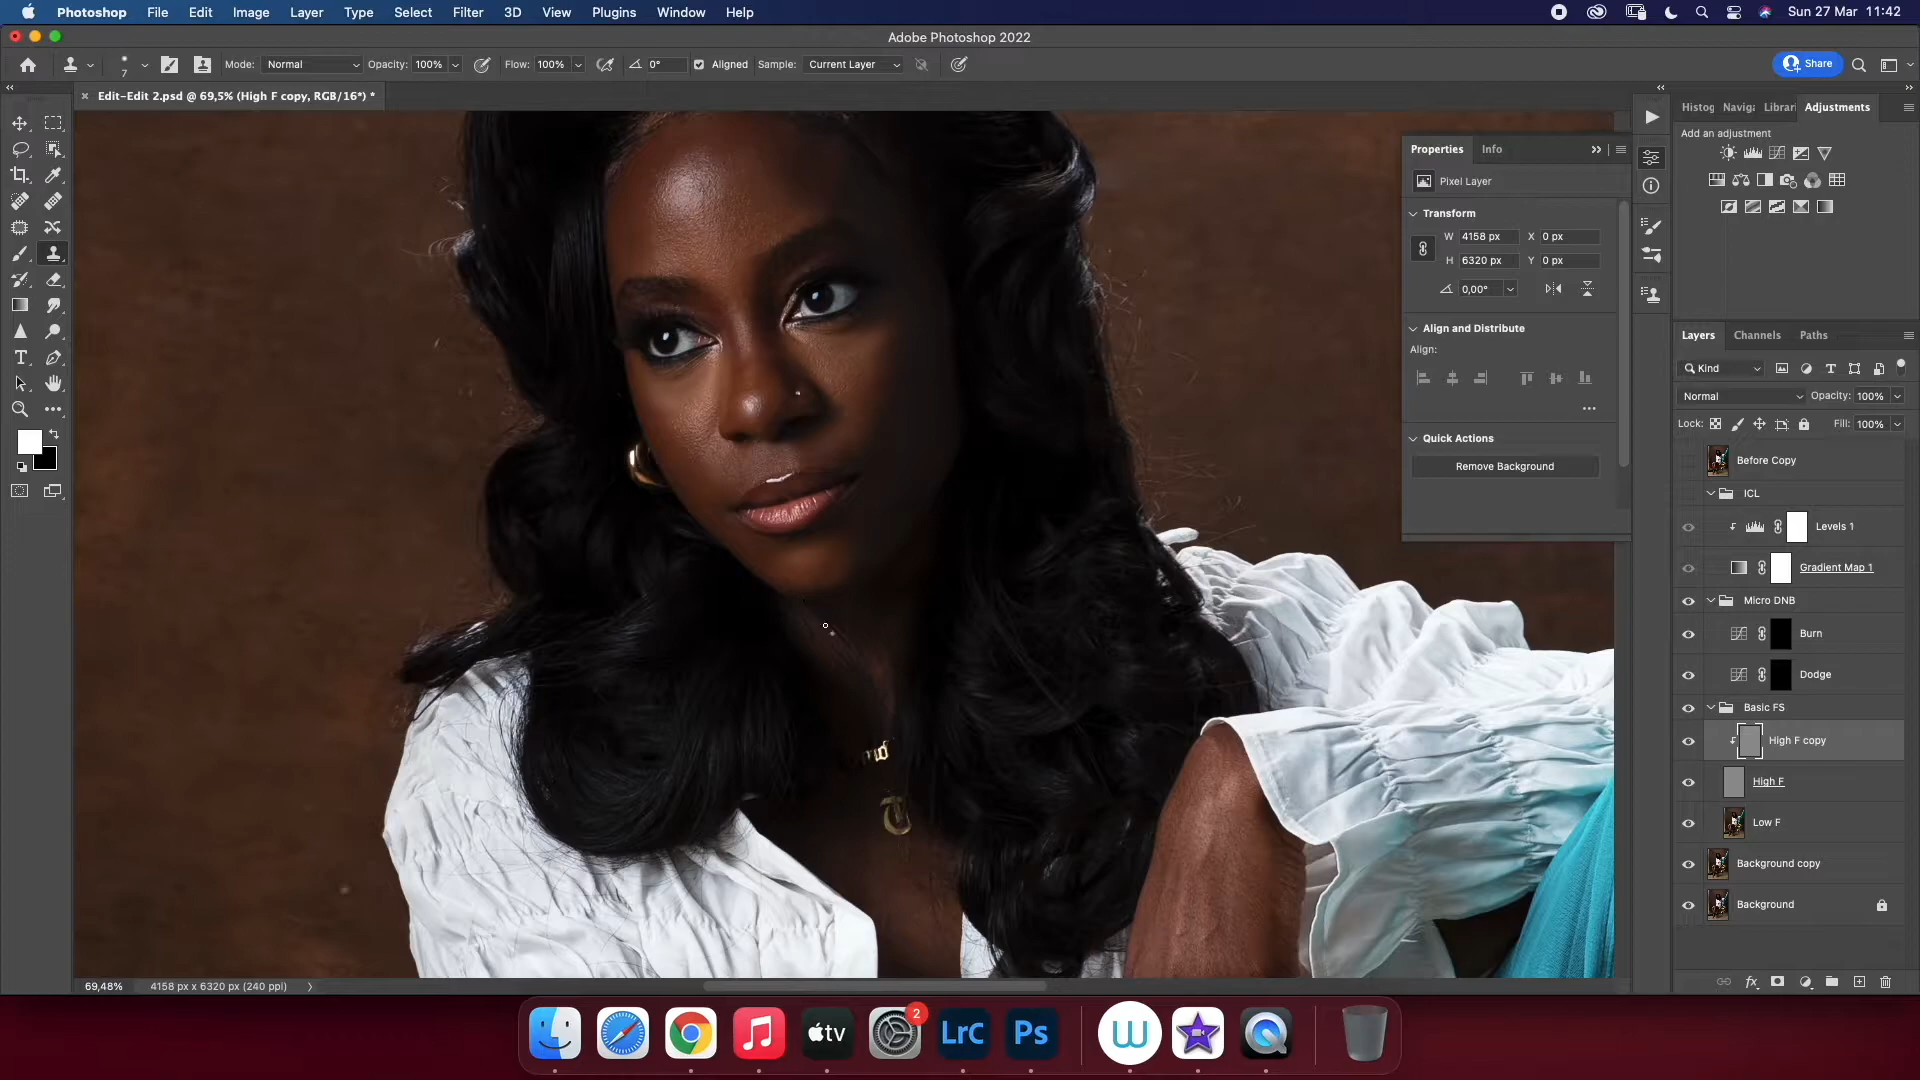 Photoshop File Edit Image Layer Type Select Filter 3D View Plugins Window Help Sun 27 Mar 11:42
Adobe Photoshop 2022
7 Mode: Normal Opacity: 100% Flow: 100% 0° Aligned Sample: Current Layer Share
Edit-Edit 2.psd @ 69,5% (High F copy, RGB/16*) *
Histog Naviga Librari Adjustments
Add an adjustment
Properties Info
Pixel Layer
Transform
W 4158 px X 0 px
H 6320 px Y 0 px
0,00°
Align and Distribute
Align:
Quick Actions
Remove Background
Layers Channels Paths
Kind
Normal Opacity: 100%
Lock: Fill: 100%
Before Copy
ICL
Levels 1
Gradient Map 1
Micro DNB
Burn
Dodge
Basic FS
High F copy
High F
Low F
Background copy
Background
69,48% 4158 px x 6320 px (240 ppi)
2
tv
LrC
Ps